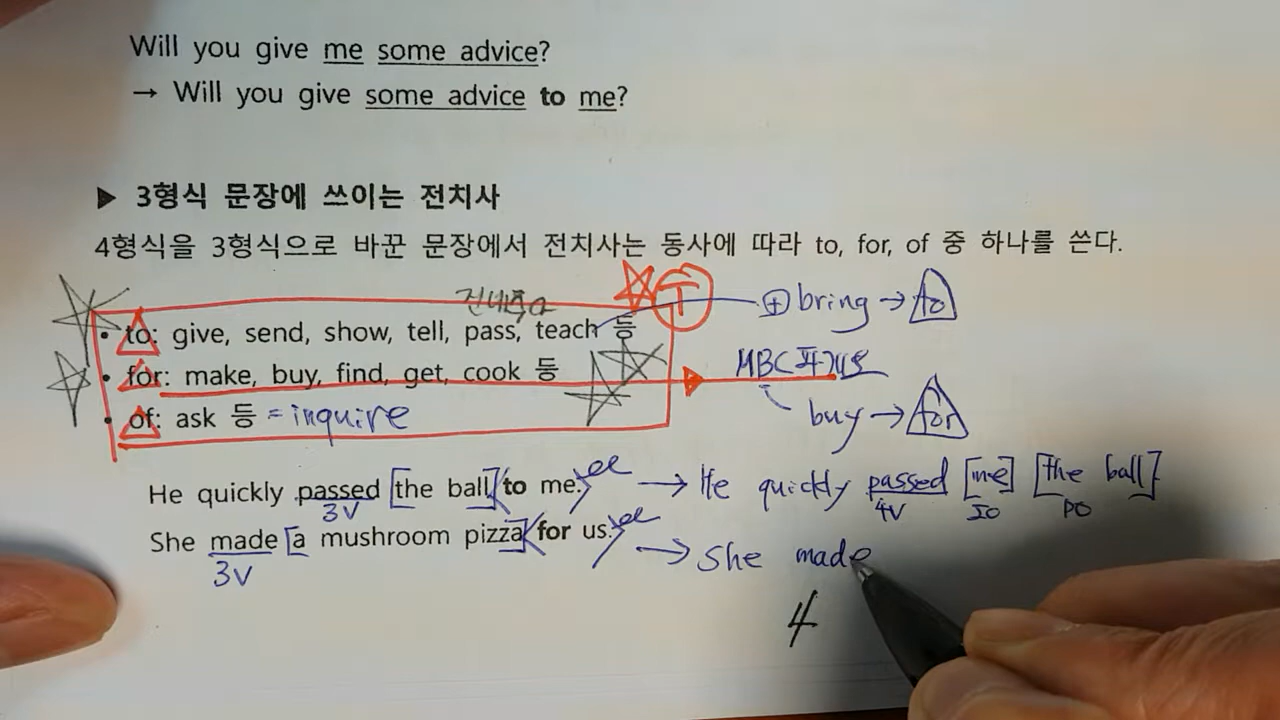 Will you give me some advice?
→ Will you give some advice to me?
▶ 3형식 문장에 쓰이는 전치사
4형식을 3형식으로 바꾼 문장에서 전치사는 동사에 따라 to, for, of 중 하나를 쓴다.
T ⊕ bring → to
• to: give, send, show, tell, pass, teach 등
• for: make, buy, find, get, cook 등
MBC
buy → for
• of: ask 등 = inquire
He quickly passed [the ball] to me. → He quickly passed [me] [the ball]
3V 4V IO DO
She made [a mushroom pizza] for us. → She made
3V
4